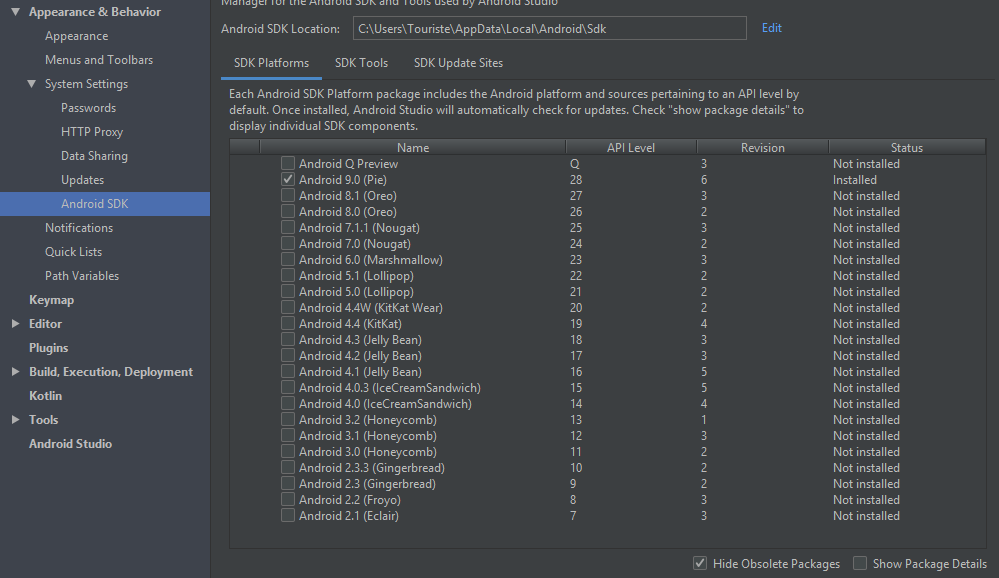 Appearance & Behavior
Appearance
Menus and Toolbars
System Settings
Passwords
HTTP Proxy
Data Sharing
Updates
Android SDK
Notifications
Quick Lists
Path Variables
Keymap
Editor
Plugins
Build, Execution, Deployment
Kotlin
Tools
Android Studio
Manager for the Android SDK and Tools used by Android Studio
Android SDK Location: C:\Users\Touriste\AppData\Local\Android\Sdk Edit
SDK Platforms SDK Tools SDK Update Sites
Each Android SDK Platform package includes the Android platform and sources pertaining to an API level by
default. Once installed, Android Studio will automatically check for updates. Check "show package details" to
display individual SDK components.
Name API Level Revision Status
Android Q Preview Q 3 Not installed
Android 9.0 (Pie) 28 6 Installed
Android 8.1 (Oreo) 27 3 Not installed
Android 8.0 (Oreo) 26 2 Not installed
Android 7.1.1 (Nougat) 25 3 Not installed
Android 7.0 (Nougat) 24 2 Not installed
Android 6.0 (Marshmallow) 23 3 Not installed
Android 5.1 (Lollipop) 22 2 Not installed
Android 5.0 (Lollipop) 21 2 Not installed
Android 4.4W (KitKat Wear) 20 2 Not installed
Android 4.4 (KitKat) 19 4 Not installed
Android 4.3 (Jelly Bean) 18 3 Not installed
Android 4.2 (Jelly Bean) 17 3 Not installed
Android 4.1 (Jelly Bean) 16 5 Not installed
Android 4.0.3 (IceCreamSandwich) 15 5 Not installed
Android 4.0 (IceCreamSandwich) 14 4 Not installed
Android 3.2 (Honeycomb) 13 1 Not installed
Android 3.1 (Honeycomb) 12 3 Not installed
Android 3.0 (Honeycomb) 11 2 Not installed
Android 2.3.3 (Gingerbread) 10 2 Not installed
Android 2.3 (Gingerbread) 9 2 Not installed
Android 2.2 (Froyo) 8 3 Not installed
Android 2.1 (Eclair) 7 3 Not installed
Hide Obsolete Packages Show Package Details